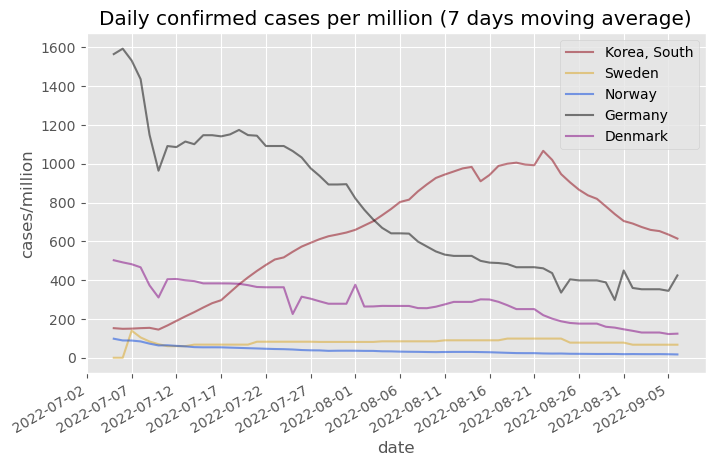 Daily confirmed cases per million (7 days moving average)
1600
1400
1200
1000
800
600
400
200
0
cases/million
Korea, South
Sweden
Norway
Germany
Denmark
2022-07-02
2022-07-07
2022-07-12
2022-07-17
2022-07-22
2022-07-27
2022-08-01
2022-08-06
2022-08-11
2022-08-16
2022-08-21
2022-08-26
2022-08-31
2022-09-05
date